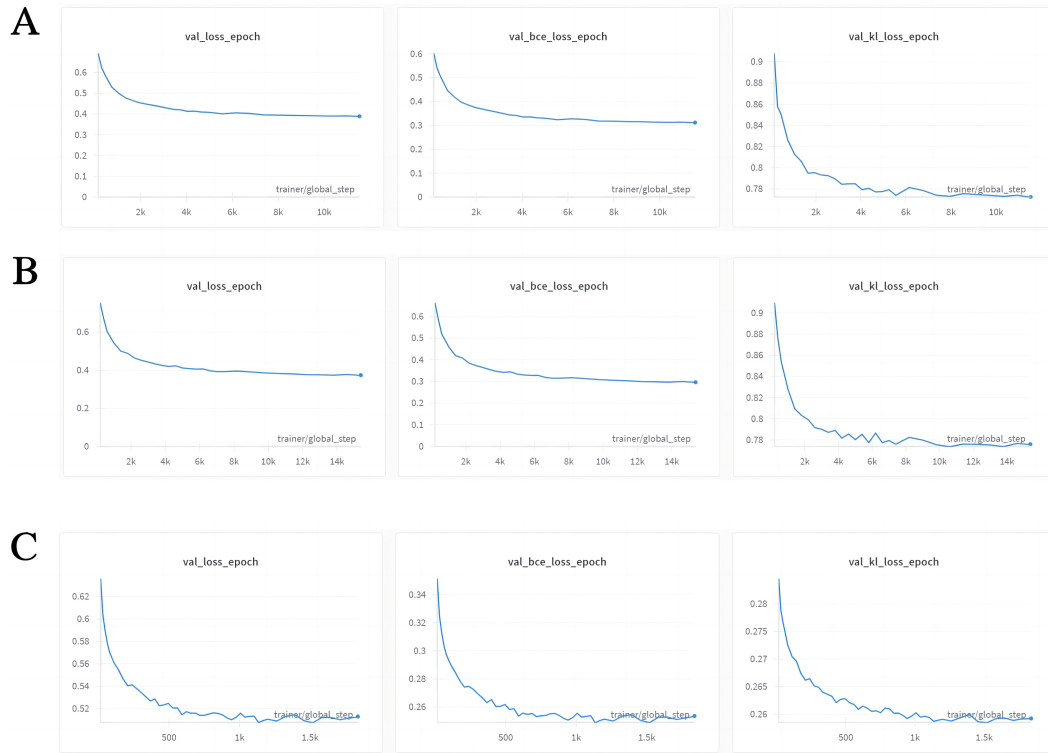 A
val_loss_epoch
0.6
0.5
0.4
0.3
0.2
0.1
0
2k 4k 6k 8k 10k
trainer/global_step
val_bce_loss_epoch
0.6
0.5
0.4
0.3
0.2
0.1
0
2k 4k 6k 8k 10k
trainer/global_step
val_kl_loss_epoch
0.9
0.88
0.86
0.84
0.82
0.8
0.78
2k 4k 6k 8k 10k
trainer/global_step
B
val_loss_epoch
0.6
0.4
0.2
0
2k 4k 6k 8k 10k 12k 14k
trainer/global_step
val_bce_loss_epoch
0.6
0.5
0.4
0.3
0.2
0.1
0
2k 4k 6k 8k 10k 12k 14k
trainer/global_step
val_kl_loss_epoch
0.9
0.88
0.86
0.84
0.82
0.8
0.78
2k 4k 6k 8k 10k 12k 14k
trainer/global_step
C
val_loss_epoch
0.62
0.6
0.58
0.56
0.54
0.52
500 1k 1.5k
trainer/global_step
val_bce_loss_epoch
0.34
0.32
0.3
0.28
0.26
500 1k 1.5k
trainer/global_step
val_kl_loss_epoch
0.28
0.275
0.27
0.265
0.26
500 1k 1.5k
trainer/global_step